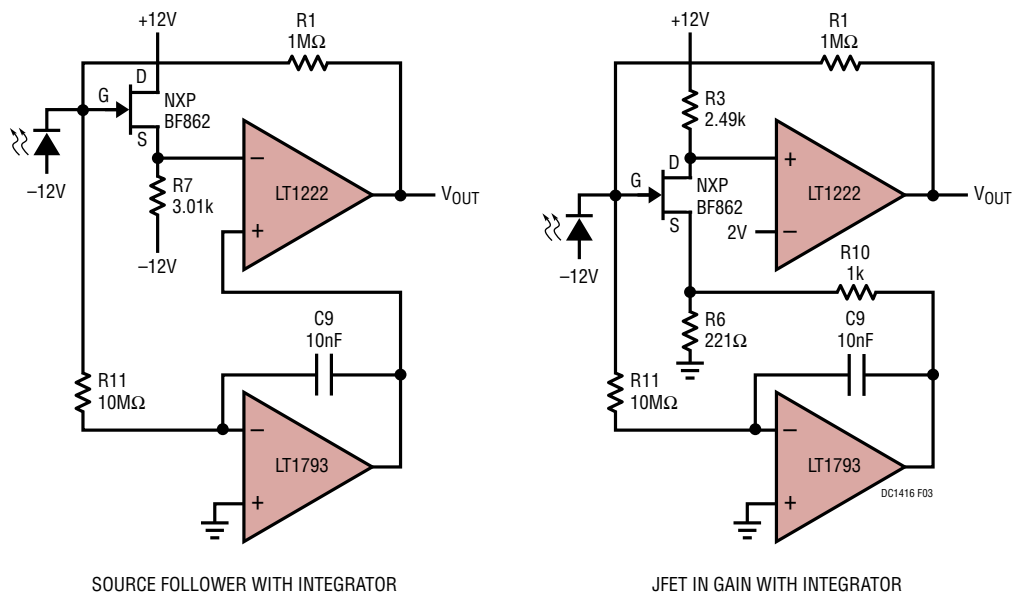 +12V
R1
1MΩ
D
G
NXP
BF862
S
–12V
R7
3.01k
–12V
–
LT1222
+
VOUT
C9
10nF
R11
10MΩ
–
LT1793
+
SOURCE FOLLOWER WITH INTEGRATOR
+12V
R1
1MΩ
R3
2.49k
D
G
NXP
BF862
S
–12V
+
LT1222
2V
–
VOUT
R10
1k
R6
221Ω
C9
10nF
R11
10MΩ
–
LT1793
+
DC1416 F03
JFET IN GAIN WITH INTEGRATOR